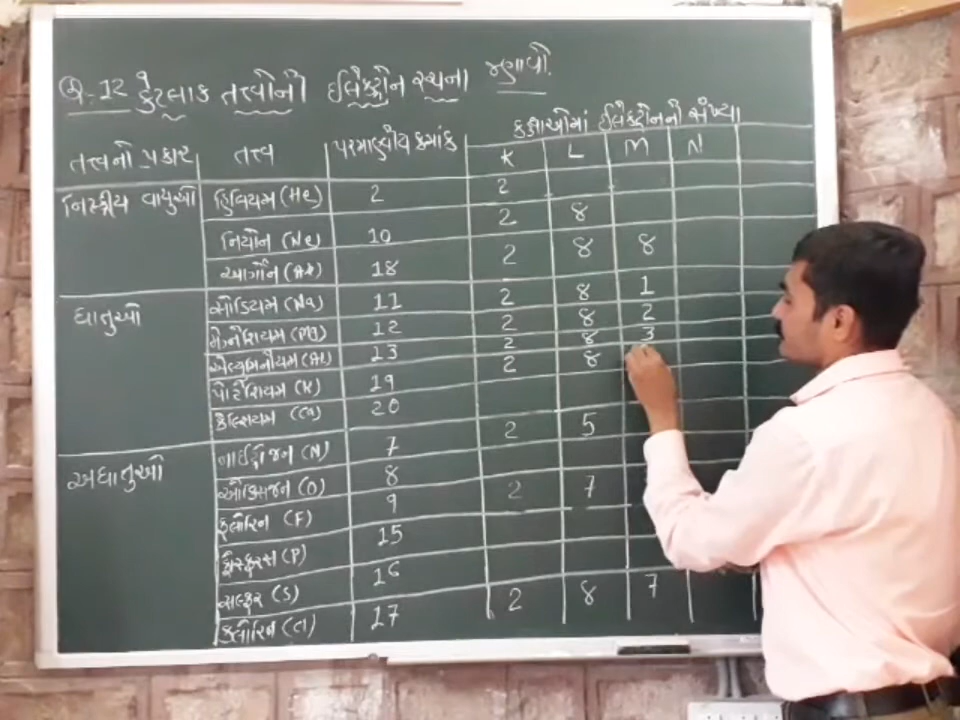 Q-12 કેટલાક તત્ત્વોની ઈલેક્ટ્રોન રચના જણાવો.
કક્ષાઓમાં ઈલેક્ટ્રોનની સંખ્યા
તત્ત્વનો પ્રકાર તત્ત્વ પરમાણ્વીય ક્રમાંક K L M N
નિષ્ક્રીય વાયુઓ હિલિયમ (He) 2 2
નિયોન (Ne) 10 2 8
આર્ગોન (Ar) 18 2 8 8
ધાતુઓ સોડિયમ (Na) 11 2 8 1
મેગ્નેશિયમ (Mg) 12 2 8 2
એલ્યુમિનીયમ (Al) 13 2 8 3
પોટેશિયમ (K) 19 2 8
કેલ્સિયમ (Ca) 20
અધાતુઓ નાઈટ્રોજન (N) 7 2 5
ઓક્સિજન (O) 8
ફ્લોરિન (F) 9 2 7
ફોસ્ફરસ (P) 15
સલ્ફર (S) 16
ક્લોરિન (Cl) 17 2 8 7